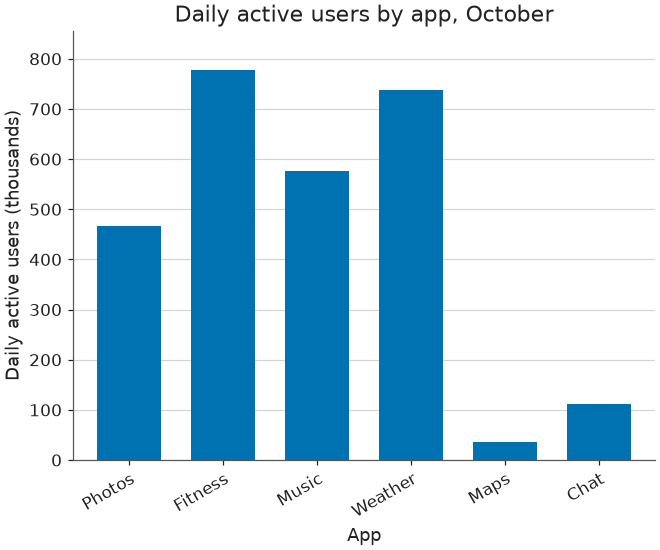 Daily active users by app, October
Daily active users (thousands)
800
700
600
500
400
300
200
100
0
Photos
Fitness
Music
Weather
Maps
Chat
App